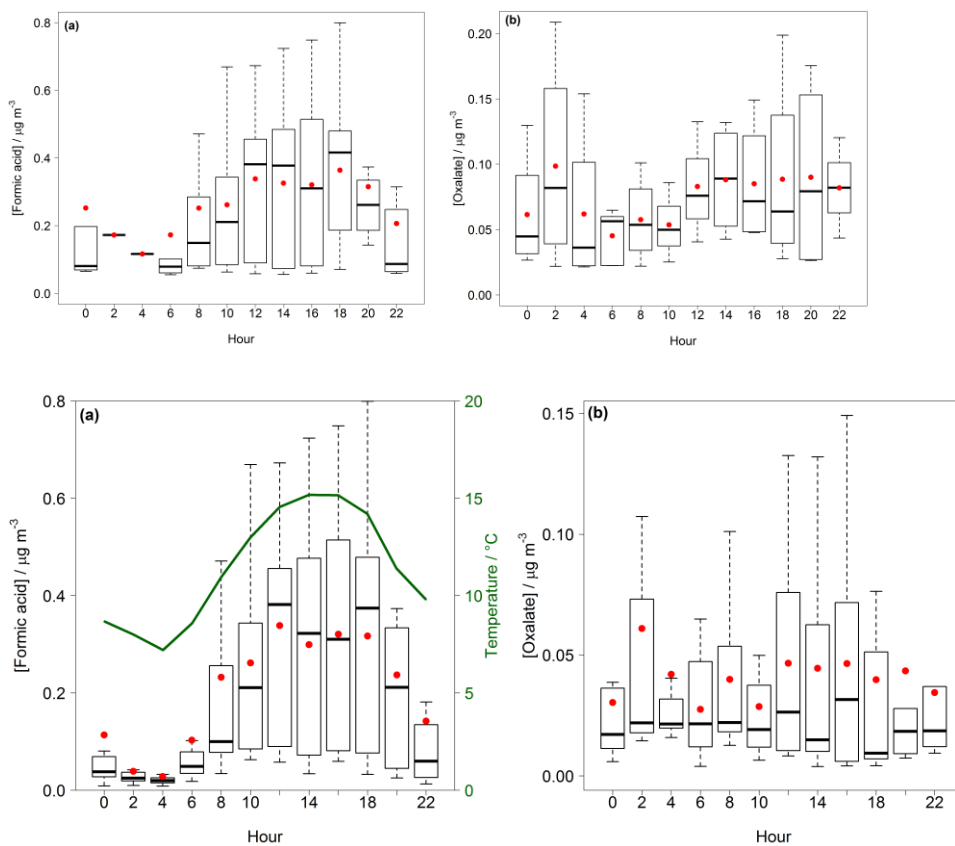 (a)
[Formic acid] / μg m⁻³
0.8
0.6
0.4
0.2
0.0
0 2 4 6 8 10 12 14 16 18 20 22
Hour
(b)
[Oxalate] / μg m⁻³
0.20
0.15
0.10
0.05
0.00
0 2 4 6 8 10 12 14 16 18 20 22
Hour
(a)
[Formic acid] / μg m⁻³
0.8
0.6
0.4
0.2
0.0
20
15
10
5
0
Temperature / °C
0 2 4 6 8 10 14 18 22
Hour
(b)
[Oxalate] / μg m⁻³
0.15
0.10
0.05
0.00
0 2 4 6 8 10 14 18 22
Hour